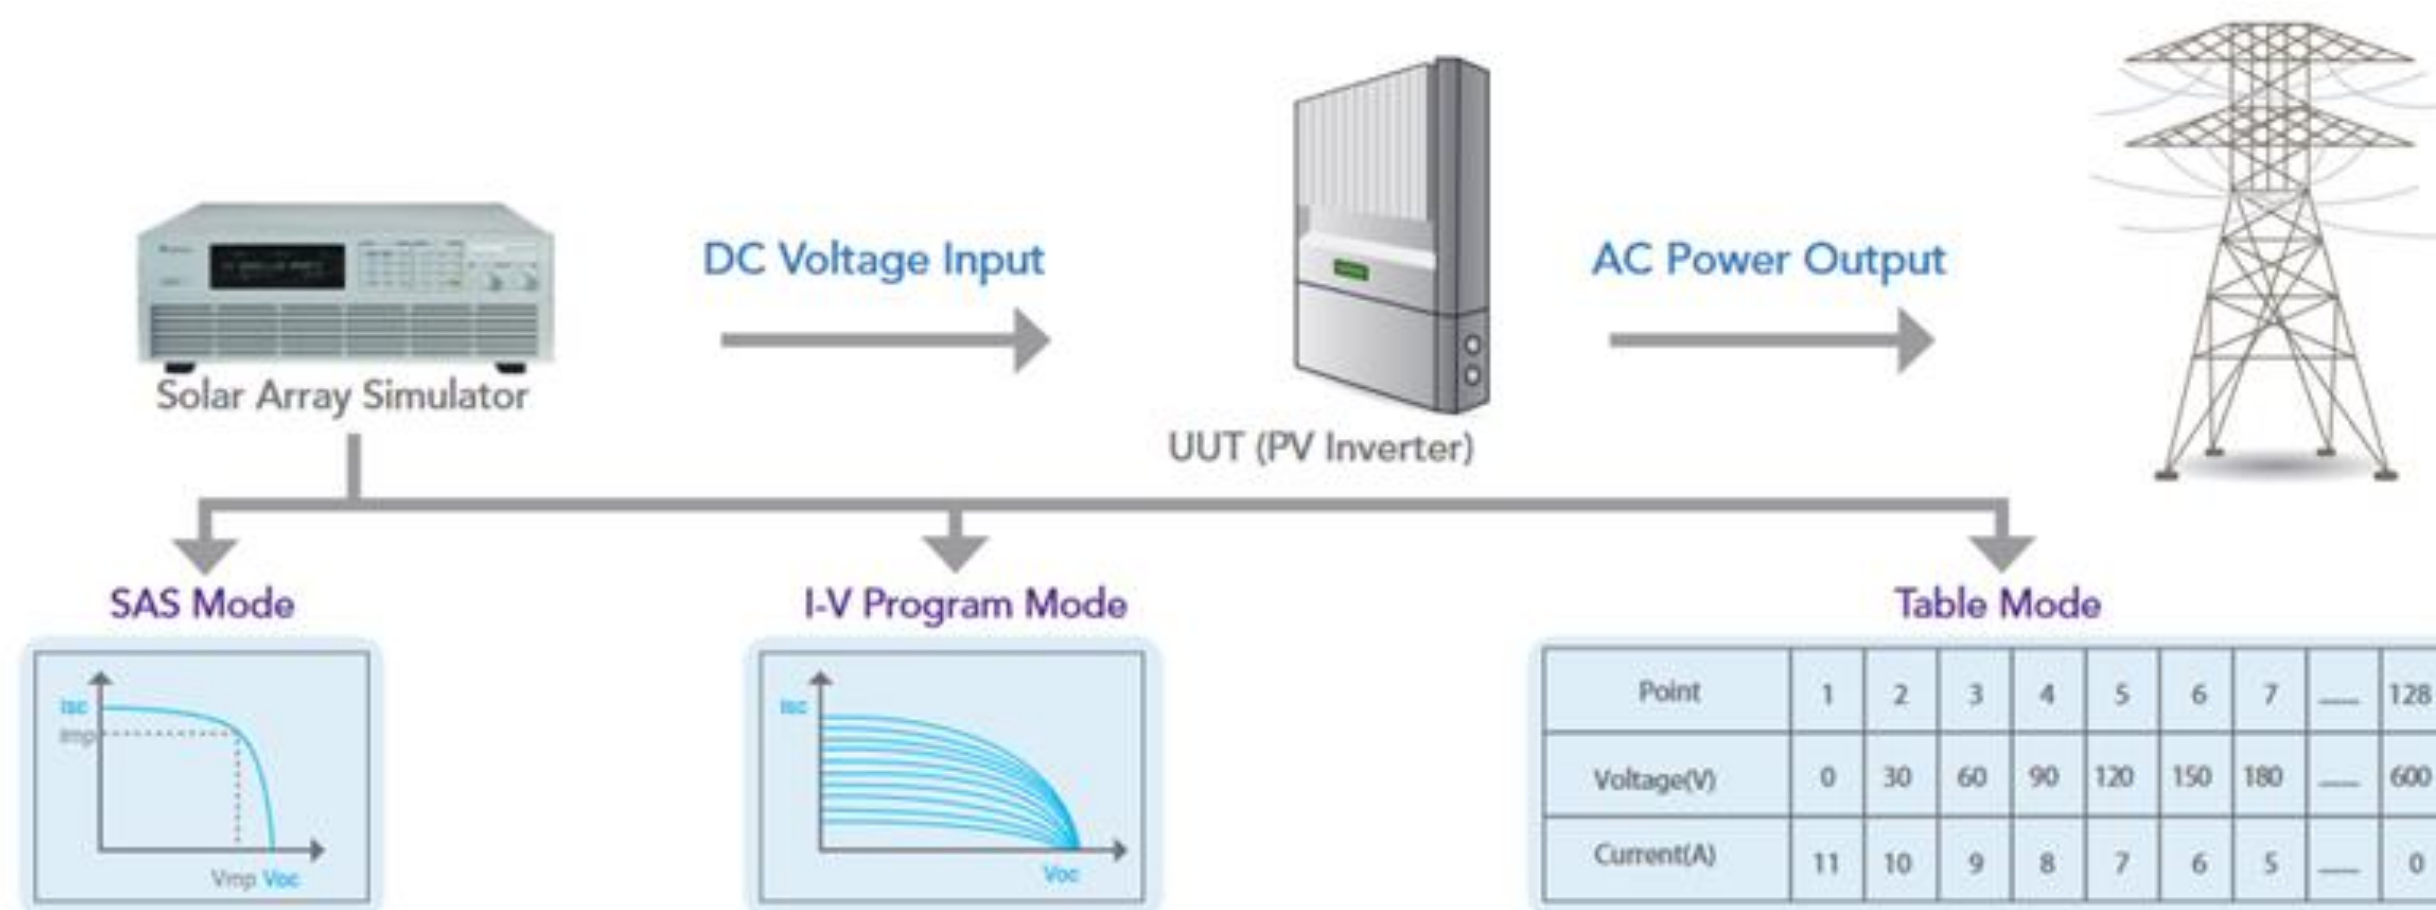 DC Voltage Input
AC Power Output
Solar Array Simulator
UUT (PV Inverter)
SAS Mode
I-V Program Mode
Table Mode
Isc
Imp
Vmp Voc
Isc
Voc
Point 1 2 3 4 5 6 7 ...... 128
Voltage(V) 0 30 60 90 120 150 180 ...... 600
Current(A) 11 10 9 8 7 6 5 ...... 0